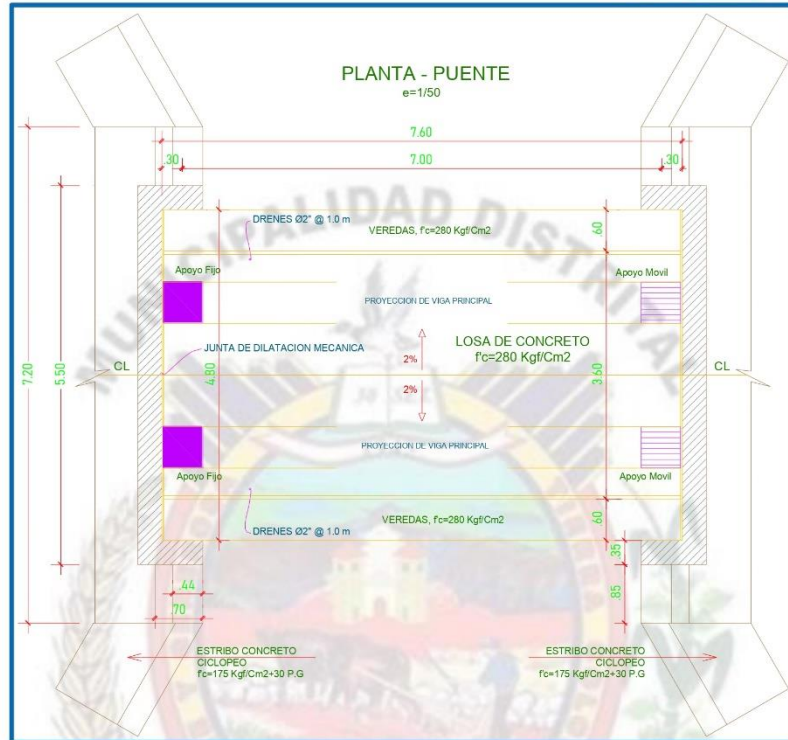 PLANTA - PUENTE
e=1/50
7.60
.30
7.00
.30
DRENES Ø2" @ 1.0 m
VEREDAS, f'c=280 Kgf/Cm2
.60
MUNICIPALIDAD DISTRITAL
Apoyo Fijo
Apoyo Movil
PROYECCION DE VIGA PRINCIPAL
JUNTA DE DILATACION MECANICA
LOSA DE CONCRETO
f'c=280 Kgf/Cm2
2%
CL
CL
7.20
5.50
4.80
3.60
2%
PROYECCION DE VIGA PRINCIPAL
Apoyo Fijo
Apoyo Movil
VEREDAS, f'c=280 Kgf/Cm2
.60
DRENES Ø2" @ 1.0 m
.35
.44
.70
.85
ESTRIBO CONCRETO
CICLOPEO
f'c=175 Kgf/Cm2+30 P.G
ESTRIBO CONCRETO
CICLOPEO
f'c=175 Kgf/Cm2+30 P.G